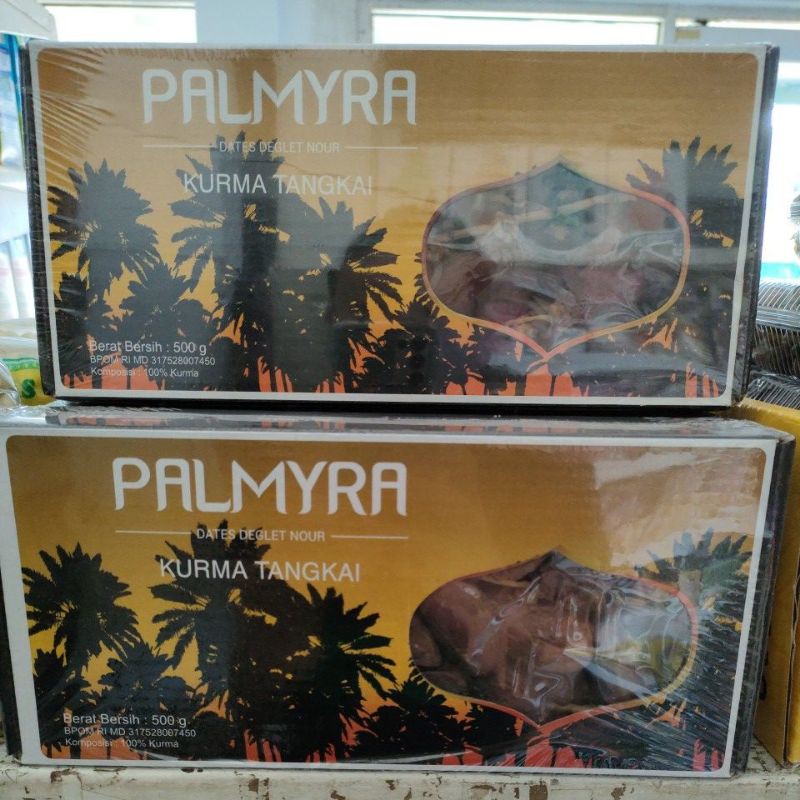 PALMYRA
DATES DEGLET NOUR
KURMA TANGKAI
Berat Bersih : 500 g
BPOM RI MD 317528007450
Komposisi : 100% Kurma
PALMYRA
DATES DEGLET NOUR
KURMA TANGKAI
Berat Bersih : 500 g
BPOM RI MD 317528007450
Komposisi : 100% Kurma